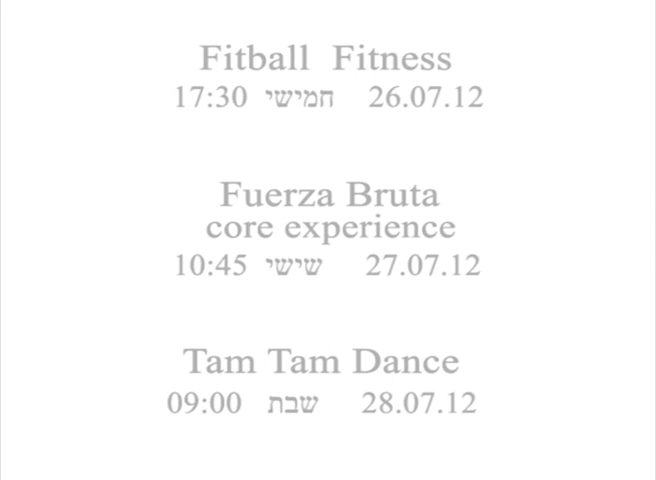 Fitball Fitness
17:30 חמישי 26.07.12
Fuerza Bruta
core experience
10:45 שישי 27.07.12
Tam Tam Dance
09:00 שבת 28.07.12